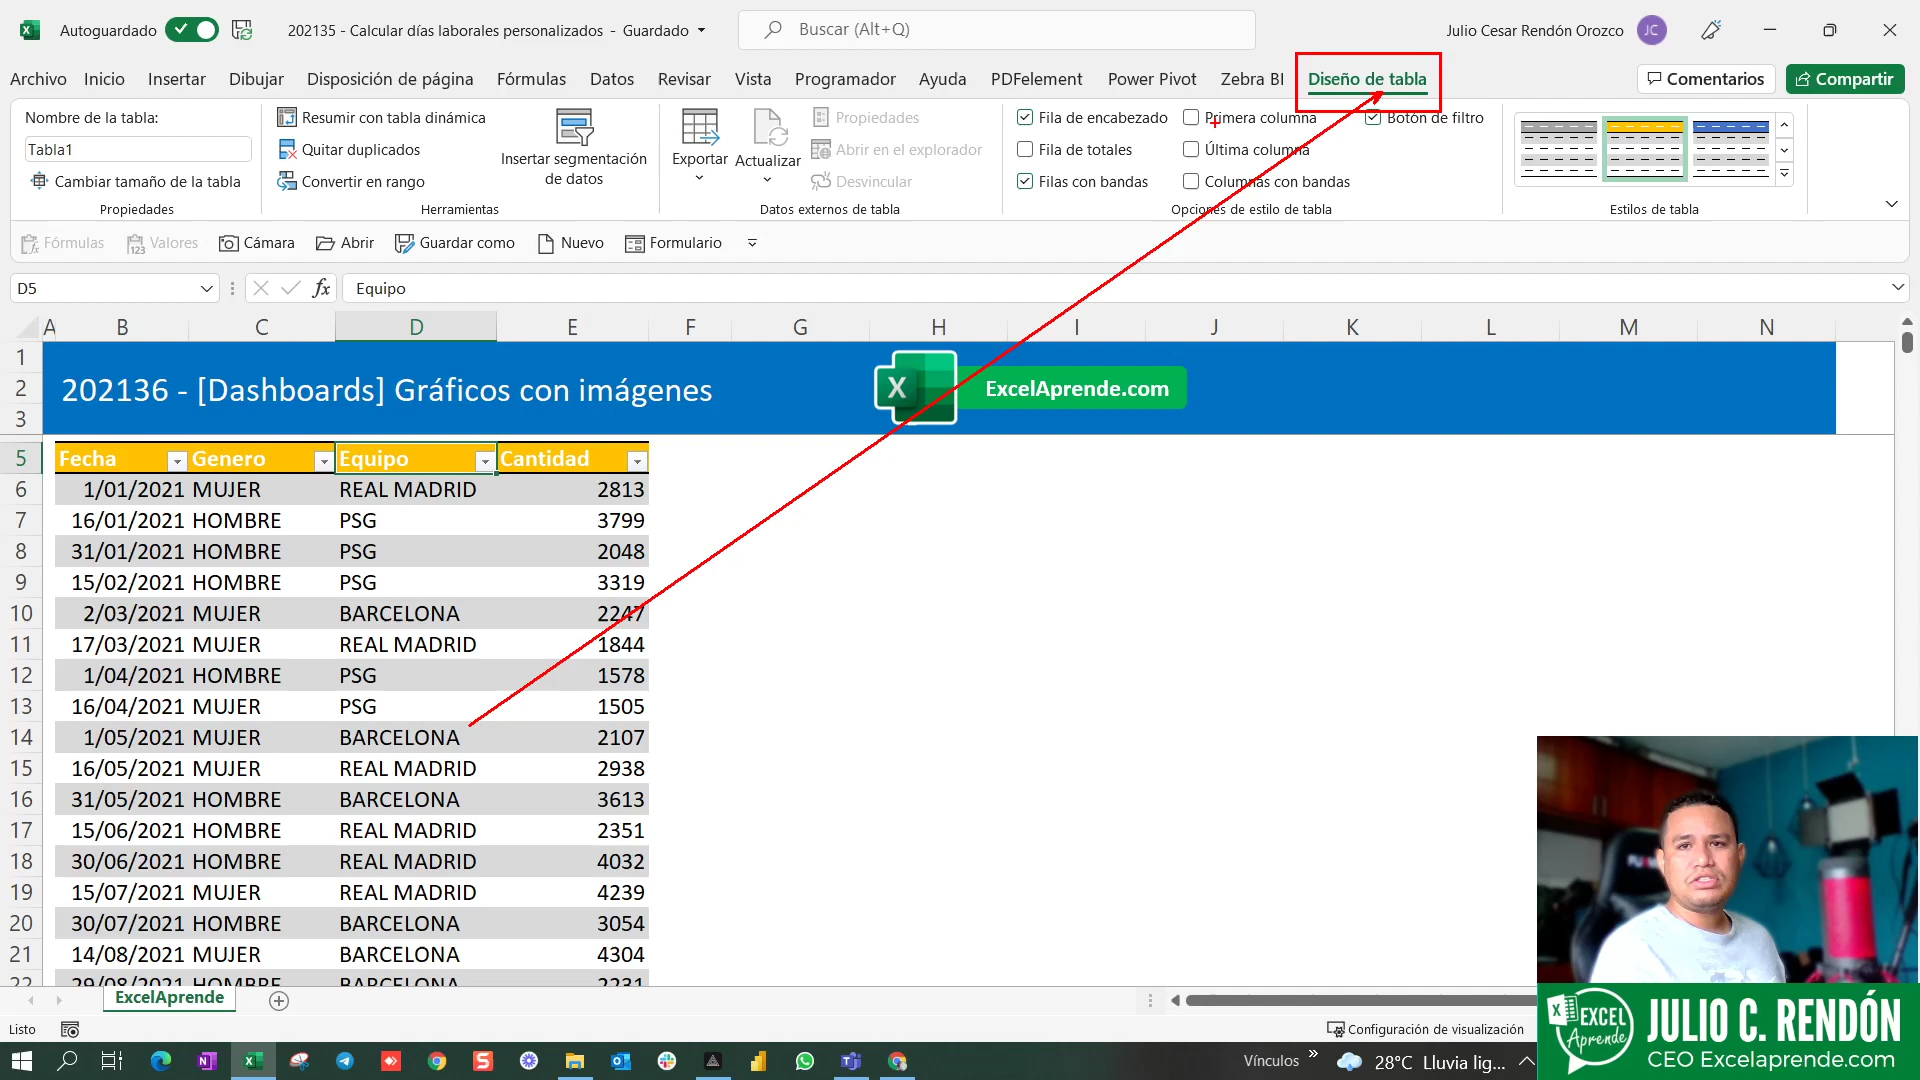 Autoguardado
202135 - Calcular días laborales personalizados - Guardado
Buscar (Alt+Q)
Julio Cesar Rendón Orozco
JC
Archivo Inicio Insertar Dibujar Disposición de página Fórmulas Datos Revisar Vista Programador Ayuda PDFelement Power Pivot Zebra BI Diseño de tabla
Comentarios
Compartir
Nombre de la tabla:
Tabla1
Cambiar tamaño de la tabla
Propiedades
Resumir con tabla dinámica
Quitar duplicados
Convertir en rango
Insertar segmentación
de datos
Herramientas
Exportar
Actualizar
Propiedades
Abrir en el explorador
Desvincular
Datos externos de tabla
Fila de encabezado
Fila de totales
Filas con bandas
Primera columna
Última columna
Columnas con bandas
Botón de filtro
Opciones de estilo de tabla
Estilos de tabla
Fórmulas Valores Cámara Abrir Guardar como Nuevo Formulario
D5
fx
Equipo
A B C D E F G H I J K L M N
1
2
3
202136 - [Dashboards] Gráficos con imágenes
X
ExcelAprende.com
5 Fecha Genero Equipo Cantidad
6 1/01/2021 MUJER REAL MADRID 2813
7 16/01/2021 HOMBRE PSG 3799
8 31/01/2021 HOMBRE PSG 2048
9 15/02/2021 HOMBRE PSG 3319
10 2/03/2021 MUJER BARCELONA 2247
11 17/03/2021 MUJER REAL MADRID 1844
12 1/04/2021 HOMBRE PSG 1578
13 16/04/2021 MUJER PSG 1505
14 1/05/2021 MUJER BARCELONA 2107
15 16/05/2021 MUJER REAL MADRID 2938
16 31/05/2021 HOMBRE BARCELONA 3613
17 15/06/2021 HOMBRE REAL MADRID 2351
18 30/06/2021 HOMBRE REAL MADRID 4032
19 15/07/2021 MUJER REAL MADRID 4239
20 30/07/2021 HOMBRE BARCELONA 3054
21 14/08/2021 MUJER BARCELONA 4304
22 29/08/2021 HOMBRE BARCELONA 2231
ExcelAprende
Listo
Configuración de visualización
Vínculos
28°C Lluvia lig...
EXCEL
Aprende
JULIO C. RENDÓN
CEO Excelaprende.com